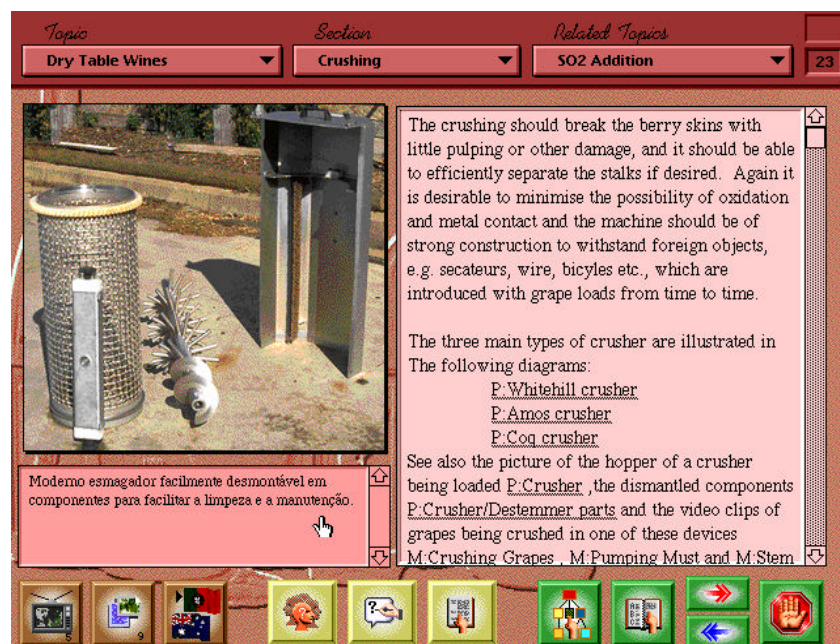 Topic
Section
Related Topics
Dry Table Wines
Crushing
SO2 Addition
23
The crushing should break the berry skins with
little pulping or other damage, and it should be able
to efficiently separate the stalks if desired. Again it
is desirable to minimise the possibility of oxidation
and metal contact and the machine should be of
strong construction to withstand foreign objects,
e.g. secateurs, wire, bicyles etc., which are
introduced with grape loads from time to time.
The three main types of crusher are illustrated in
The following diagrams:
P:Whitehill crusher
P:Amos crusher
P:Coq crusher
See also the picture of the hopper of a crusher
being loaded P:Crusher ,the dismantled components
P:Crusher/Destemmer parts and the video clips of
grapes being crushed in one of these devices
M:Crushing Grapes , M:Pumping Must and M:Stem
Moderno esmagador facilmente desmontável em
componentes para facilitar a limpeza e a manutenção.
5
9
?